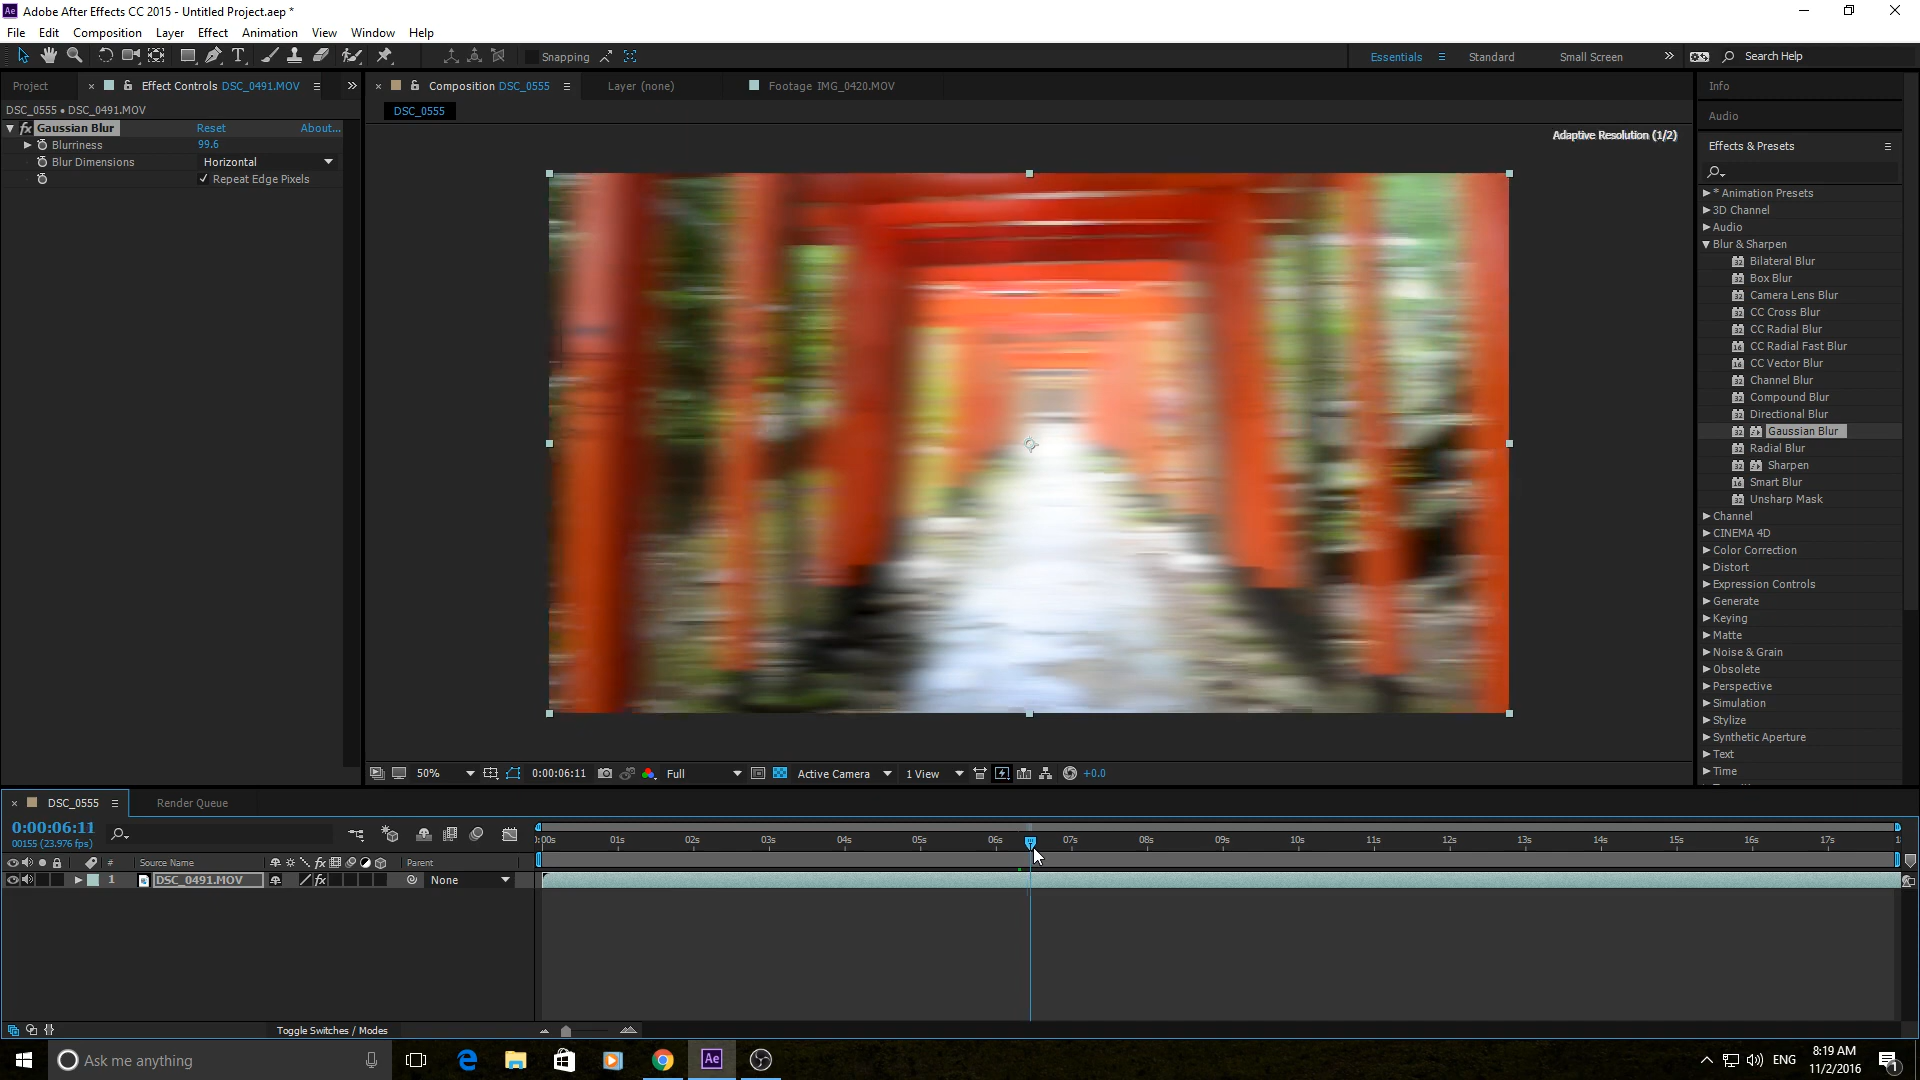 Adobe After Effects CC 2015 - Untitled Project.aep *
File Edit Composition Layer Effect Animation View Window Help
Snapping
Essentials Standard Small Screen Search Help
Project Effect Controls DSC_0491.MOV
Composition DSC_0555 Layer (none) Footage IMG_0420.MOV
DSC_0555 • DSC_0491.MOV
DSC_0555
fx Gaussian Blur Reset About...
Blurriness 99.6
Blur Dimensions Horizontal
Repeat Edge Pixels
Adaptive Resolution (1/2)
Info
Audio
Effects & Presets
* Animation Presets
3D Channel
Audio
Blur & Sharpen
Bilateral Blur
Box Blur
Camera Lens Blur
CC Cross Blur
CC Radial Blur
CC Radial Fast Blur
CC Vector Blur
Channel Blur
Compound Blur
Directional Blur
Gaussian Blur
Radial Blur
Sharpen
Smart Blur
Unsharp Mask
Channel
CINEMA 4D
Color Correction
Distort
Expression Controls
Generate
Keying
Matte
Noise & Grain
Obsolete
Perspective
Simulation
Stylize
Synthetic Aperture
Text
Time
50% 0:00:06:11 Full Active Camera 1 View +0.0
DSC_0555 Render Queue
0:00:06:11
00155 (23.976 fps)
:00s 01s 02s 03s 04s 05s 06s 07s 08s 09s 10s 11s 12s 13s 14s 15s 16s 17s
# Source Name fx Parent
1 DSC_0491.MOV fx None
Toggle Switches / Modes
Ask me anything
Ae
ENG
8:19 AM
11/2/2016